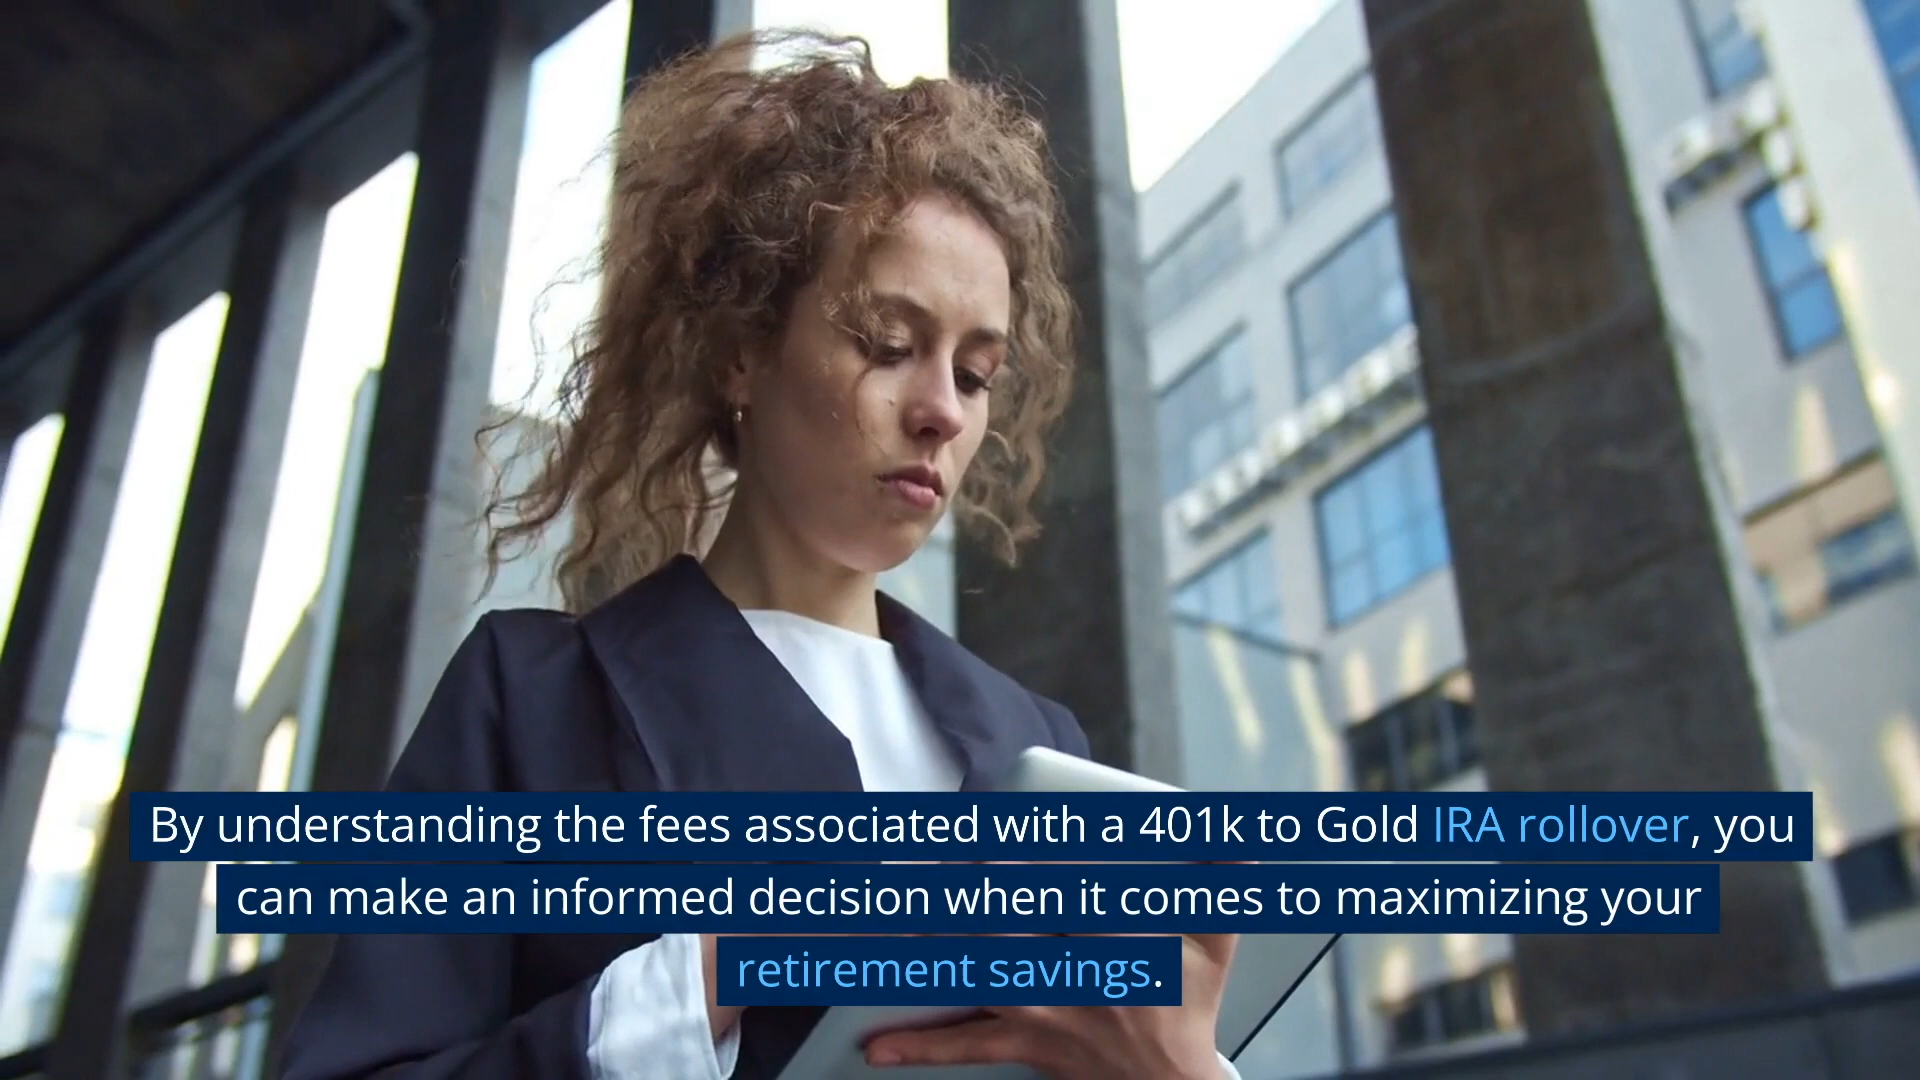 By understanding the fees associated with a 401k to Gold IRA rollover, you
can make an informed decision when it comes to maximizing your
retirement savings.